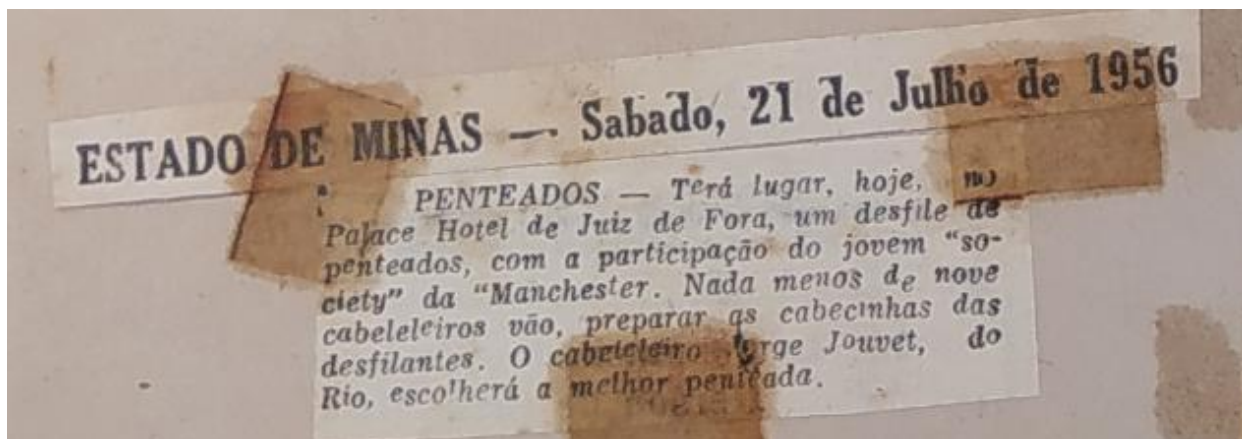 ESTADO DE MINAS — Sabado, 21 de Julho de 1956
PENTEADOS — Terá lugar, hoje, no
Palace Hotel de Juiz de Fora, um desfile de
penteados, com a participação do jovem “so-
ciety” da “Manchester. Nada menos de nove
cabeleleiros vão, preparar as cabecinhas das
desfilantes. O cabeleleiro Jouvet, do
Rio, escolherá a melhor penteada.